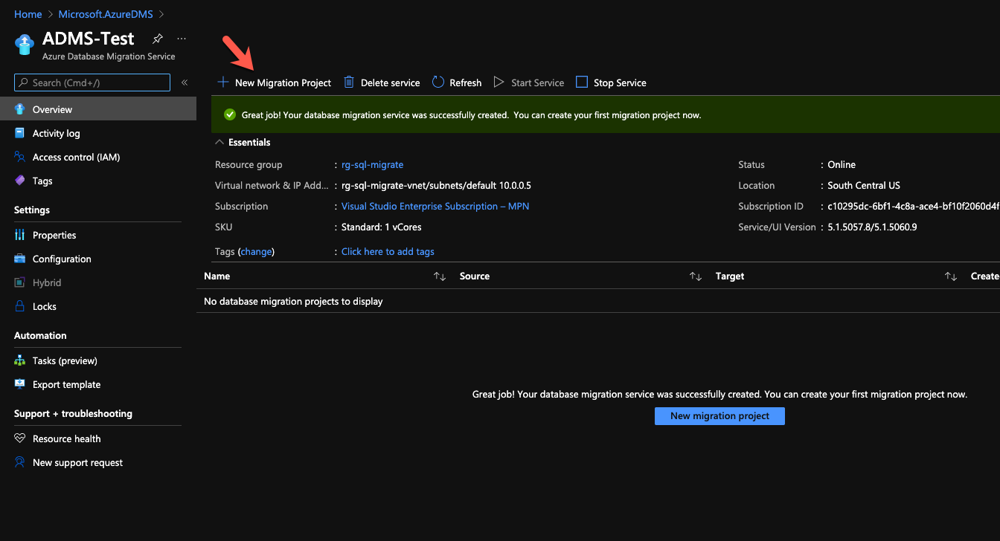 Home > Microsoft.AzureDMS >
ADMS-Test
Azure Database Migration Service
Search (Cmd+/)
Overview
Activity log
Access control (IAM)
Tags
Settings
Properties
Configuration
Hybrid
Locks
Automation
Tasks (preview)
Export template
Support + troubleshooting
Resource health
New support request
New Migration Project Delete service Refresh Start Service Stop Service
Great job! Your database migration service was successfully created. You can create your first migration project now.
Essentials
Resource group : rg-sql-migrate
Virtual network & IP Add... : rg-sql-migrate-vnet/subnets/default 10.0.0.5
Subscription : Visual Studio Enterprise Subscription – MPN
SKU : Standard: 1 vCores
Tags (change) : Click here to add tags
Status : Online
Location : South Central US
Subscription ID : c10295dc-6bf1-4c8a-ace4-bf10f2060d4f
Service/UI Version : 5.1.5057.8/5.1.5060.9
Name Source Target Create
No database migration projects to display
Great job! Your database migration service was successfully created. You can create your first migration project now.
New migration project